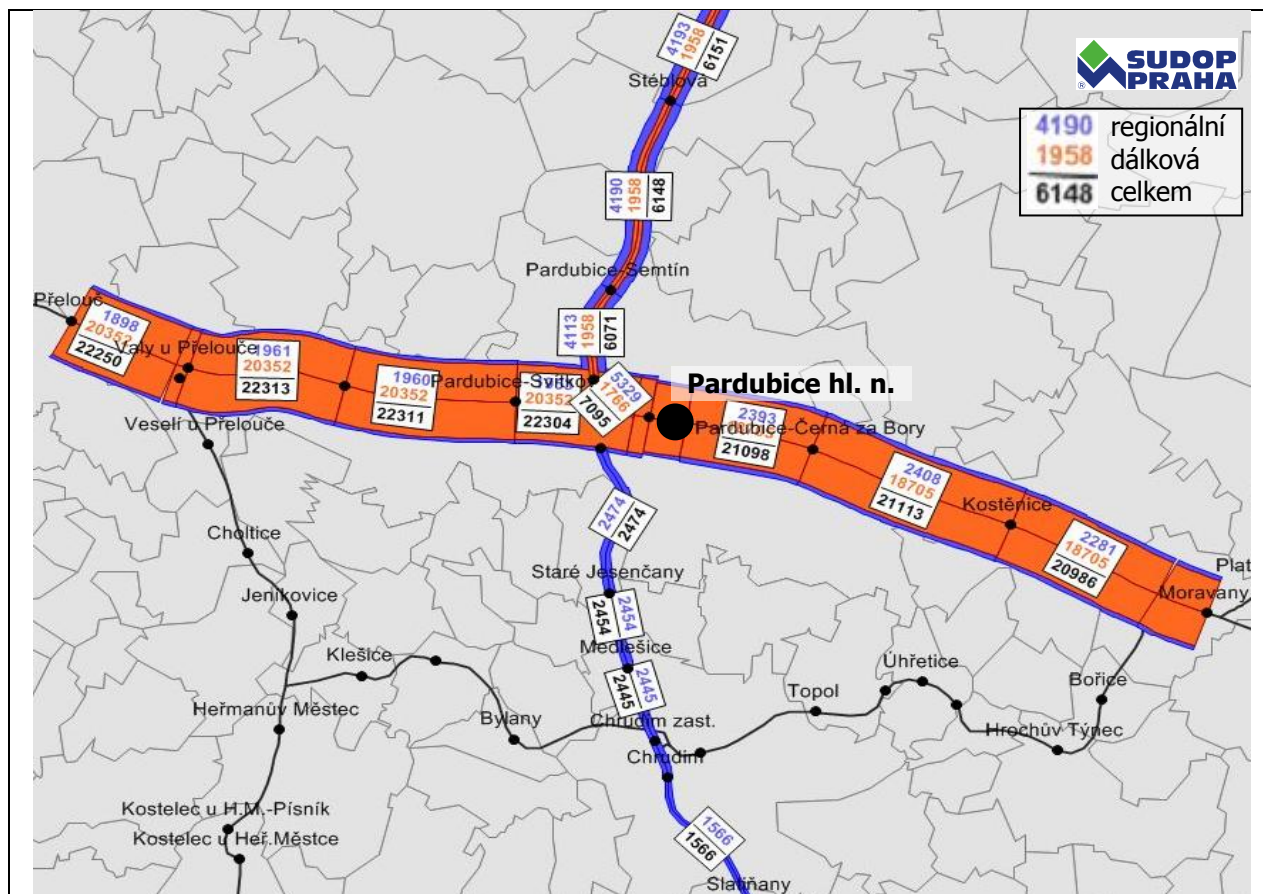 4193
1958
6151
Stéblová
SUDOP
PRAHA
®
4190 regionální
1958 dálková
6148 celkem
4190
1958
6148
Pardubice-Semtín
4113
1958
6071
Přelouč
1898
20352
22250
Valy u Přelouče
1961
20352
22313
1960
20352
22311
Pardubice-Svítkov
20352
22304
5329
1766
7095
Pardubice hl. n.
2393
21098
Pardubice-Černá za Bory
2408
18705
21113
Kostěnice
2281
18705
20986
Plat
Moravany
Veselí u Přelouče
2474
2474
Choltice
Staré Jesenčany
Jeníkovice
2454
2454
Medlešice
Klešice
2445
2445
Úhřetice
Topol
Bořice
Heřmanův Městec
Bylany
Chrudim zast.
Hrochův Týnec
Chrudim
Kostelec u H.M.-Písník
Kostelec u Heř.Městce
1566
1566
Slatiňany